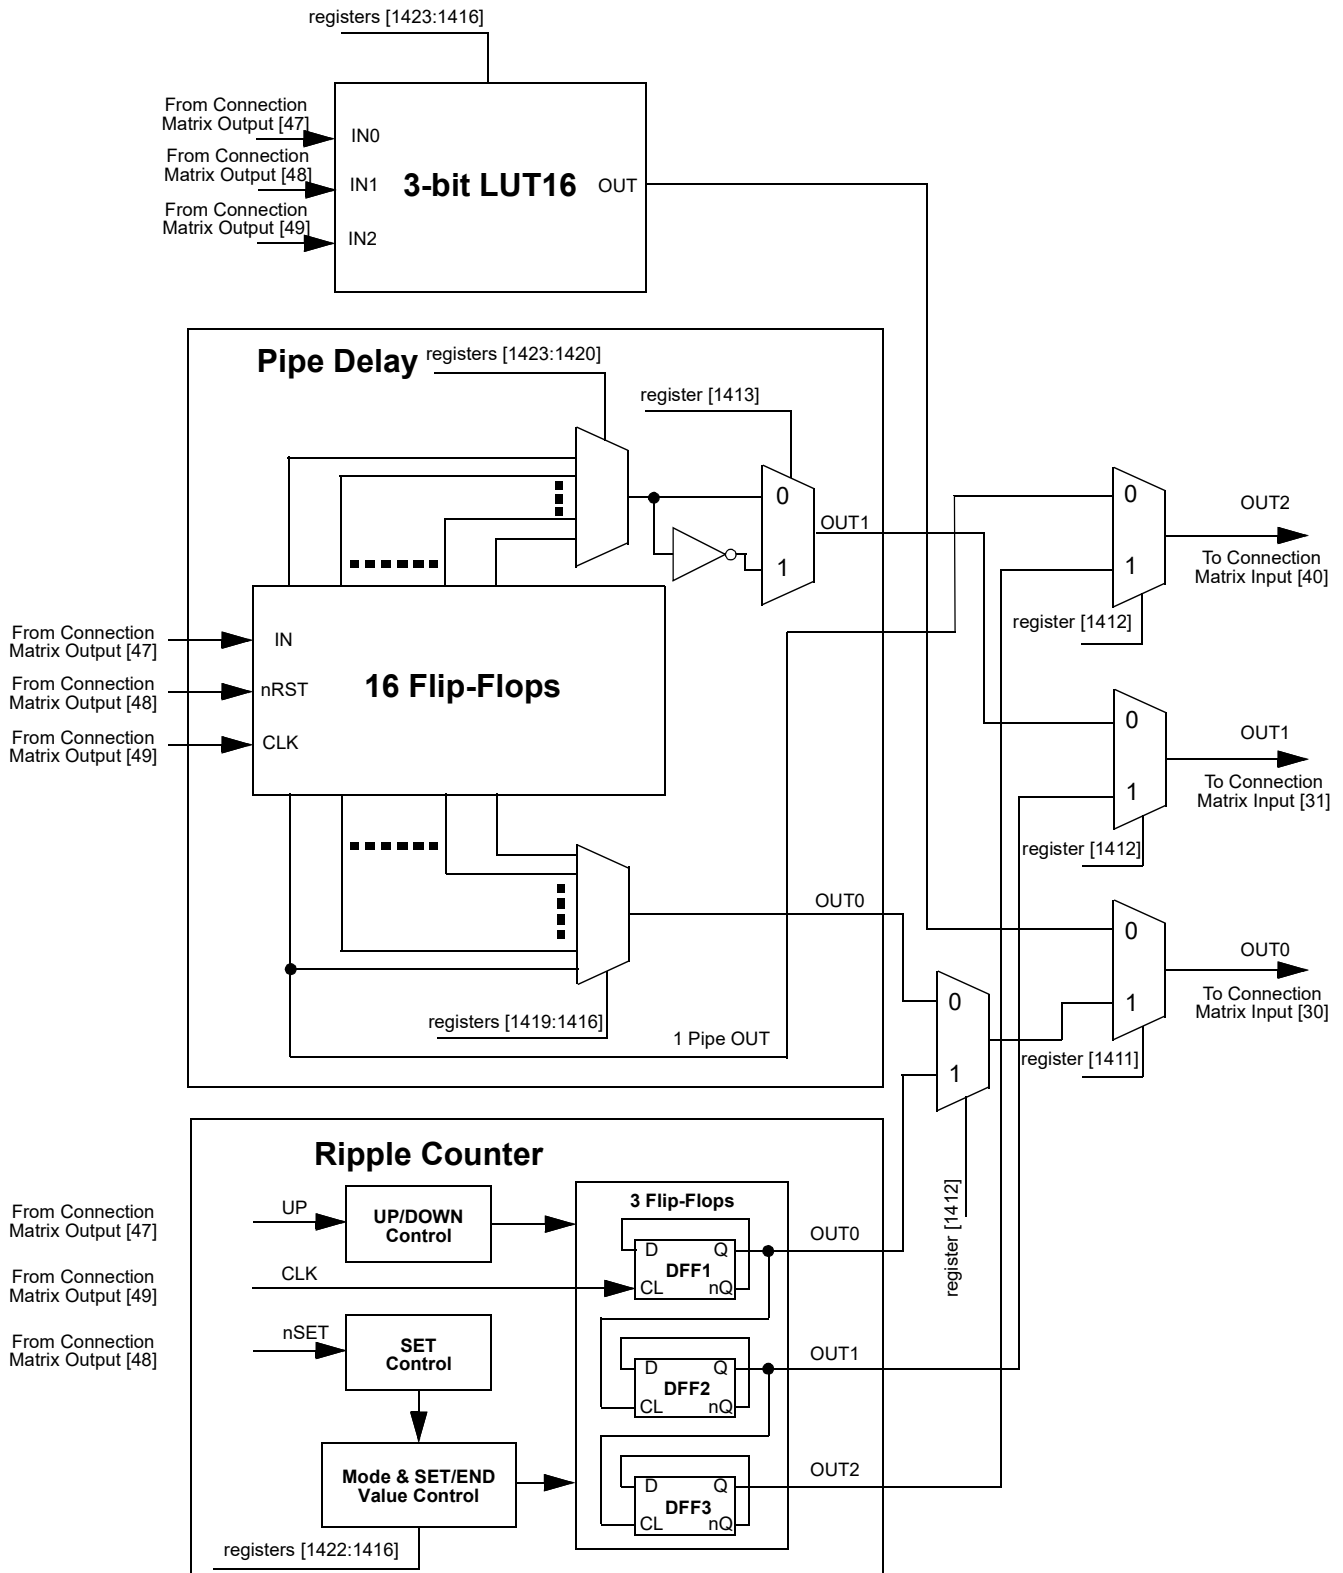 registers [1423:1416]
From Connection
Matrix Output [47]
From Connection
Matrix Output [48]
From Connection
Matrix Output [49]
IN0
IN1
IN2
3-bit LUT16
OUT
Pipe Delay
registers [1423:1420]
register [1413]
0
1
OUT1
From Connection
Matrix Output [47]
From Connection
Matrix Output [48]
From Connection
Matrix Output [49]
IN
nRST
CLK
16 Flip-Flops
OUT0
registers [1419:1416]
1 Pipe OUT
0
1
register [1412]
OUT2
To Connection
Matrix Input [40]
0
1
register [1412]
OUT1
To Connection
Matrix Input [31]
0
1
register [1411]
OUT0
To Connection
Matrix Input [30]
0
1
register [1412]
Ripple Counter
From Connection
Matrix Output [47]
From Connection
Matrix Output [49]
From Connection
Matrix Output [48]
UP
UP/DOWN
Control
CLK
nSET
SET
Control
Mode & SET/END
Value Control
registers [1422:1416]
3 Flip-Flops
D
Q
DFF1
CL
nQ
OUT0
D
Q
DFF2
CL
nQ
OUT1
D
Q
DFF3
CL
nQ
OUT2